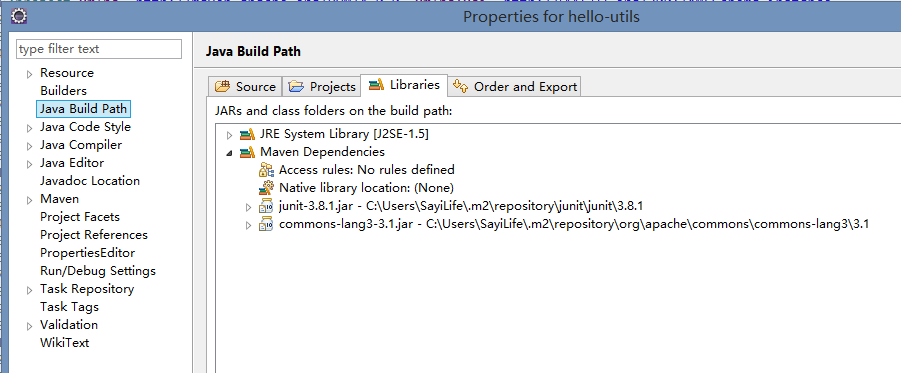 Properties for hello-utils
type filter text
Resource
Builders
Java Build Path
Java Code Style
Java Compiler
Java Editor
Javadoc Location
Maven
Project Facets
Project References
PropertiesEditor
Run/Debug Settings
Task Repository
Task Tags
Validation
WikiText
Java Build Path
Source Projects Libraries Order and Export
JARs and class folders on the build path:
JRE System Library [J2SE-1.5]
Maven Dependencies
Access rules: No rules defined
Native library location: (None)
junit-3.8.1.jar - C:\Users\SayiLife\.m2\repository\junit\junit\3.8.1
commons-lang3-3.1.jar - C:\Users\SayiLife\.m2\repository\org\apache\commons\commons-lang3\3.1